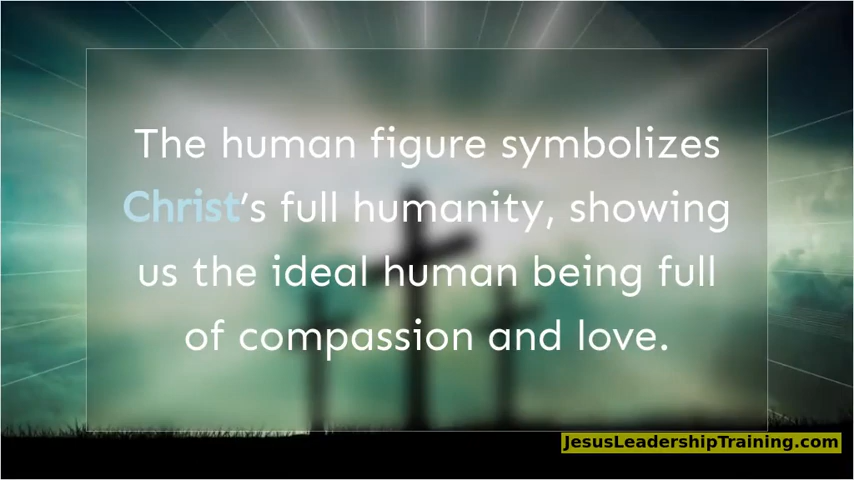 The human figure symbolizes
Christ's full humanity, showing
us the ideal human being full
of compassion and love.
JesusLeadershipTraining.com